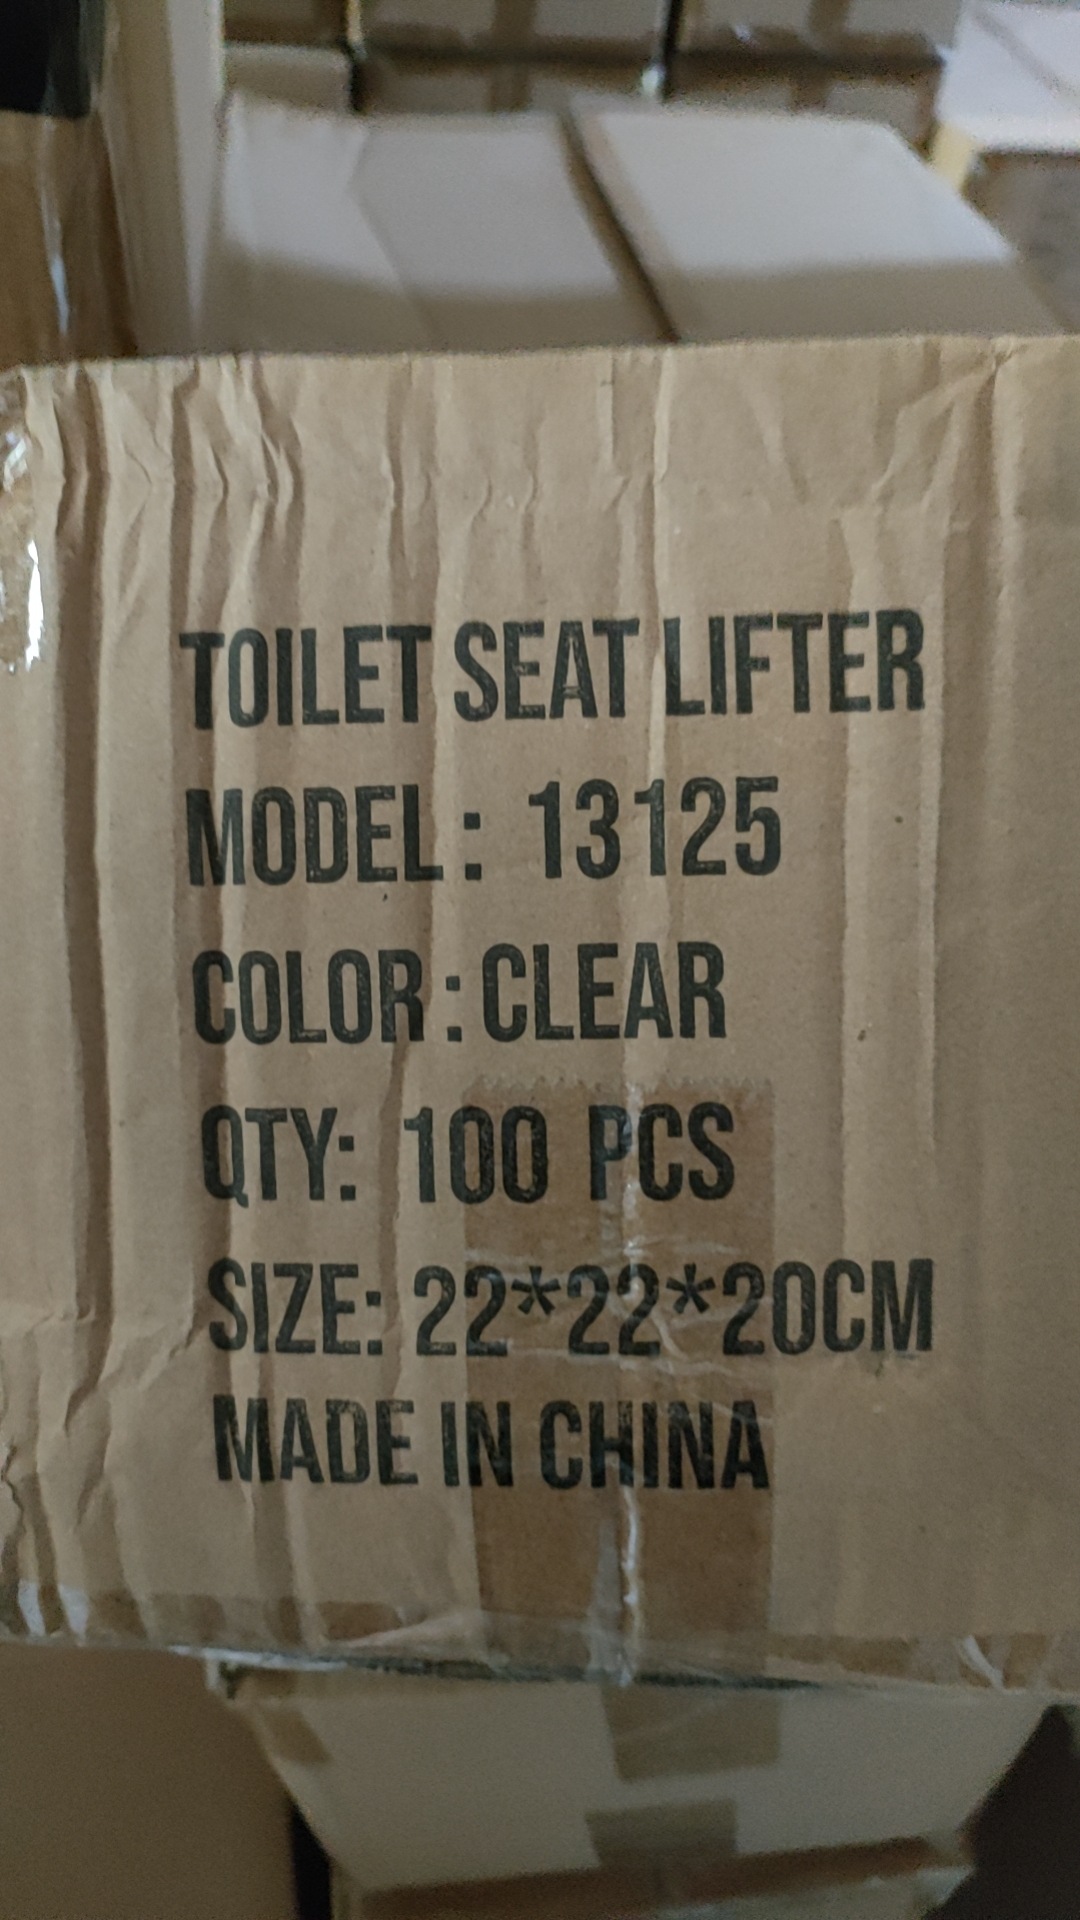 TOILET SEAT LIFTER
MODEL: 13125
COLOR: CLEAR
QTY: 100 PCS
SIZE: 22*22*20CM
MADE IN CHINA